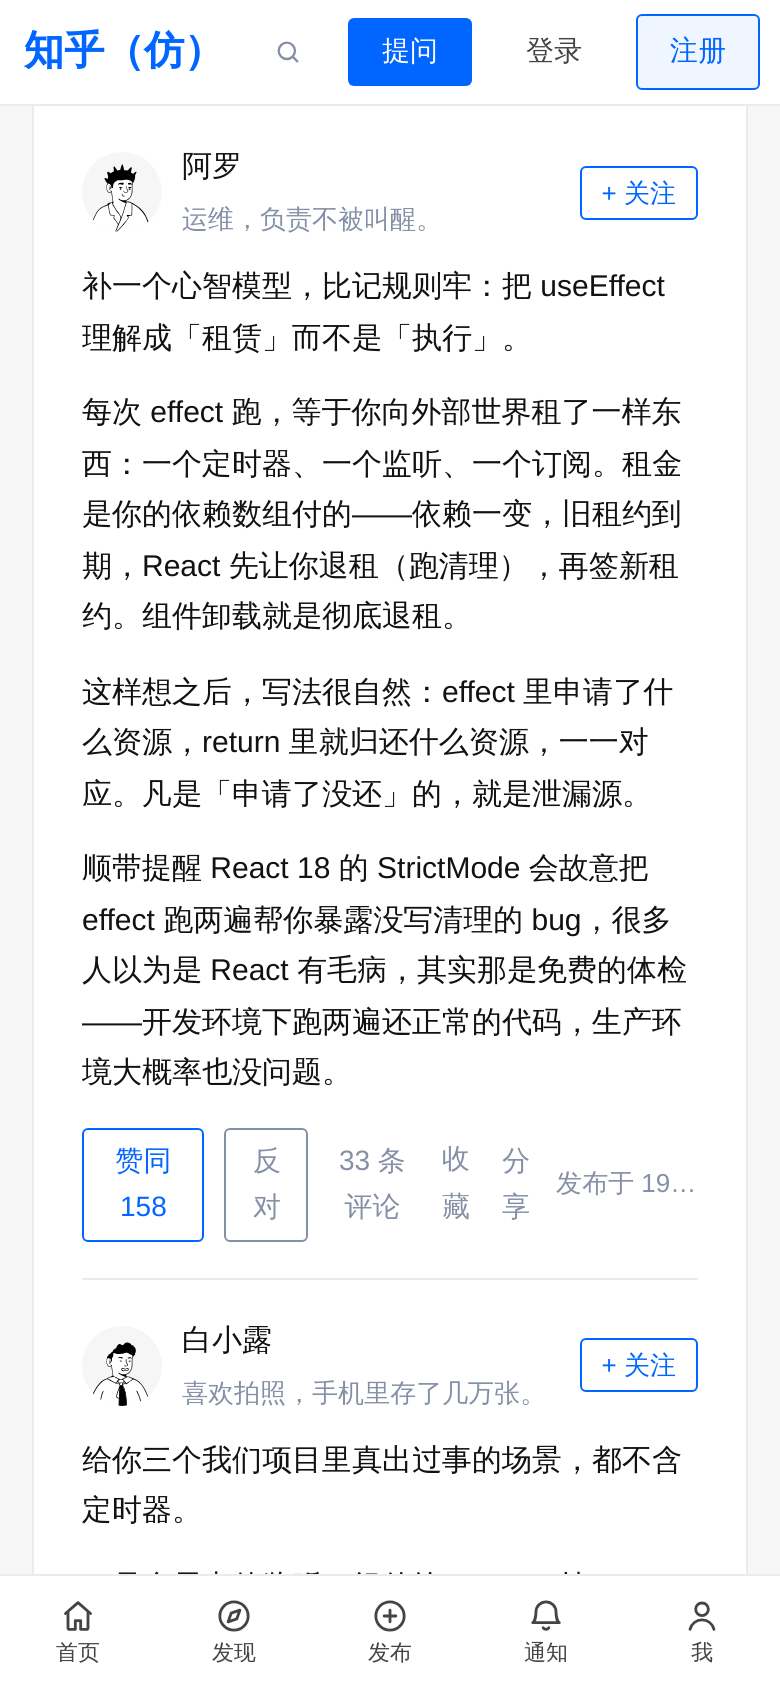 知乎（仿）
提问
登录
注册
阿罗
运维，负责不被叫醒。
+ 关注
补一个心智模型，比记规则牢：把 useEffect
理解成「租赁」而不是「执行」。
每次 effect 跑，等于你向外部世界租了一样东
西：一个定时器、一个监听、一个订阅。租金
是你的依赖数组付的——依赖一变，旧租约到
期，React 先让你退租（跑清理），再签新租
约。组件卸载就是彻底退租。
这样想之后，写法很自然：effect 里申请了什
么资源，return 里就归还什么资源，一一对
应。凡是「申请了没还」的，就是泄漏源。
顺带提醒 React 18 的 StrictMode 会故意把
effect 跑两遍帮你暴露没写清理的 bug，很多
人以为是 React 有毛病，其实那是免费的体检
——开发环境下跑两遍还正常的代码，生产环
境大概率也没问题。
赞同
158
反
对
33 条
评论
收
藏
分
享
发布于 19…
白小露
喜欢拍照，手机里存了几万张。
+ 关注
给你三个我们项目里真出过事的场景，都不含
定时器。
首页
发现
发布
通知
我